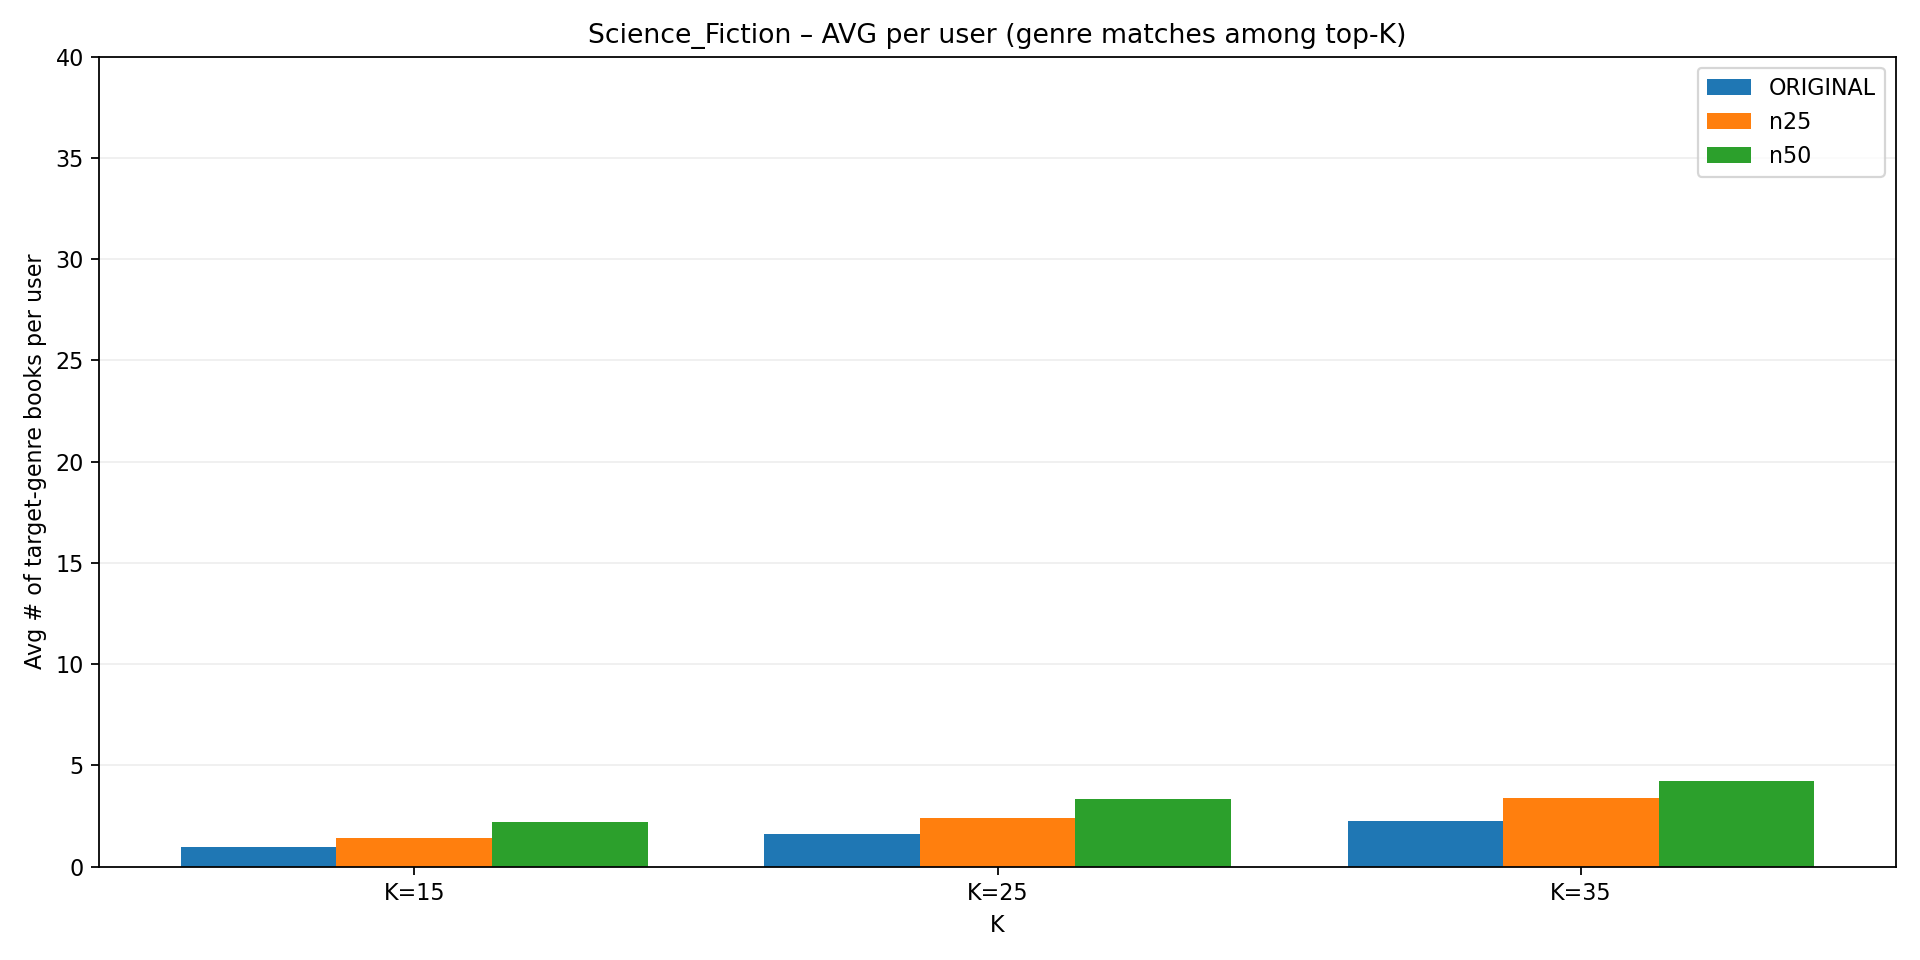 Science_Fiction – AVG per user (genre matches among top-K)
ORIGINAL
n25
n50
Avg # of target-genre books per user
40
35
30
25
20
15
10
5
0
K=15
K=25
K=35
K